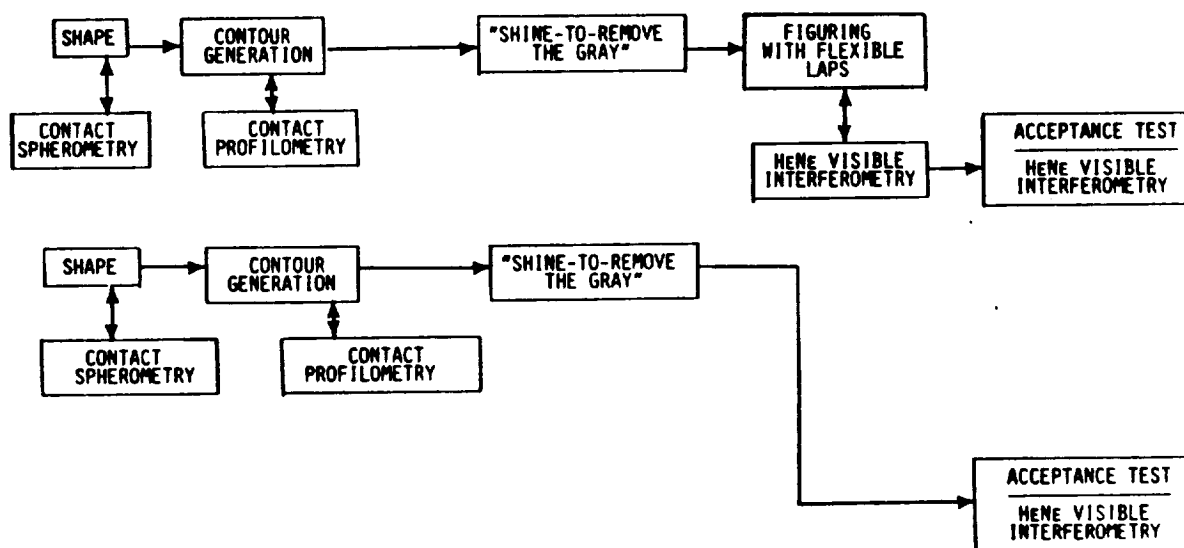 SHAPE
CONTOUR
GENERATION
"SHINE-TO-REMOVE
THE GRAY"
FIGURING
WITH FLEXIBLE
LAPS
CONTACT
SPHEROMETRY
CONTACT
PROFILOMETRY
HENE VISIBLE
INTERFEROMETRY
ACCEPTANCE TEST
HENE VISIBLE
INTERFEROMETRY
SHAPE
CONTOUR
GENERATION
"SHINE-TO-REMOVE
THE GRAY"
CONTACT
SPHEROMETRY
CONTACT
PROFILOMETRY
ACCEPTANCE TEST
HENE VISIBLE
INTERFEROMETRY